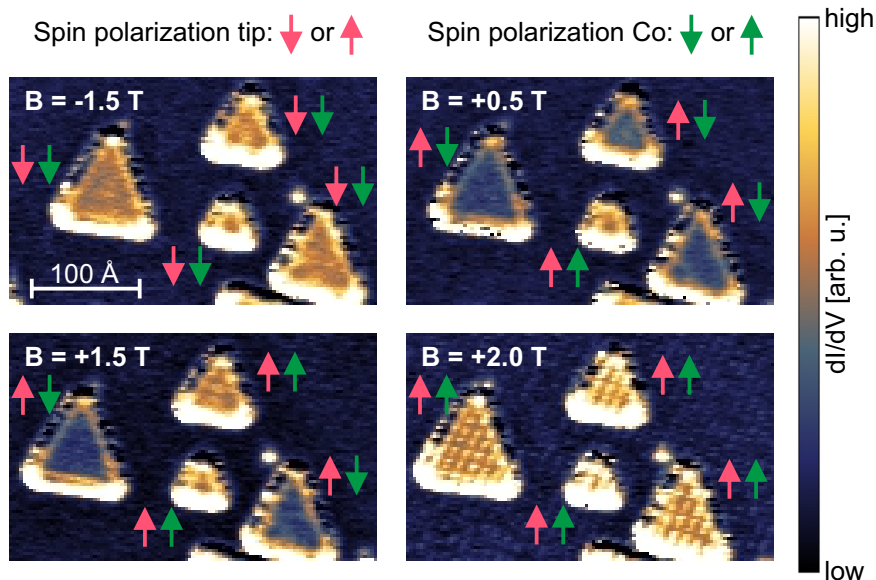 Spin polarization tip: ↓ or ↑
Spin polarization Co: ↓ or ↑
high
B = -1.5 T
B = +0.5 T
100 Å
dI/dV [arb. u.]
B = +1.5 T
B = +2.0 T
low